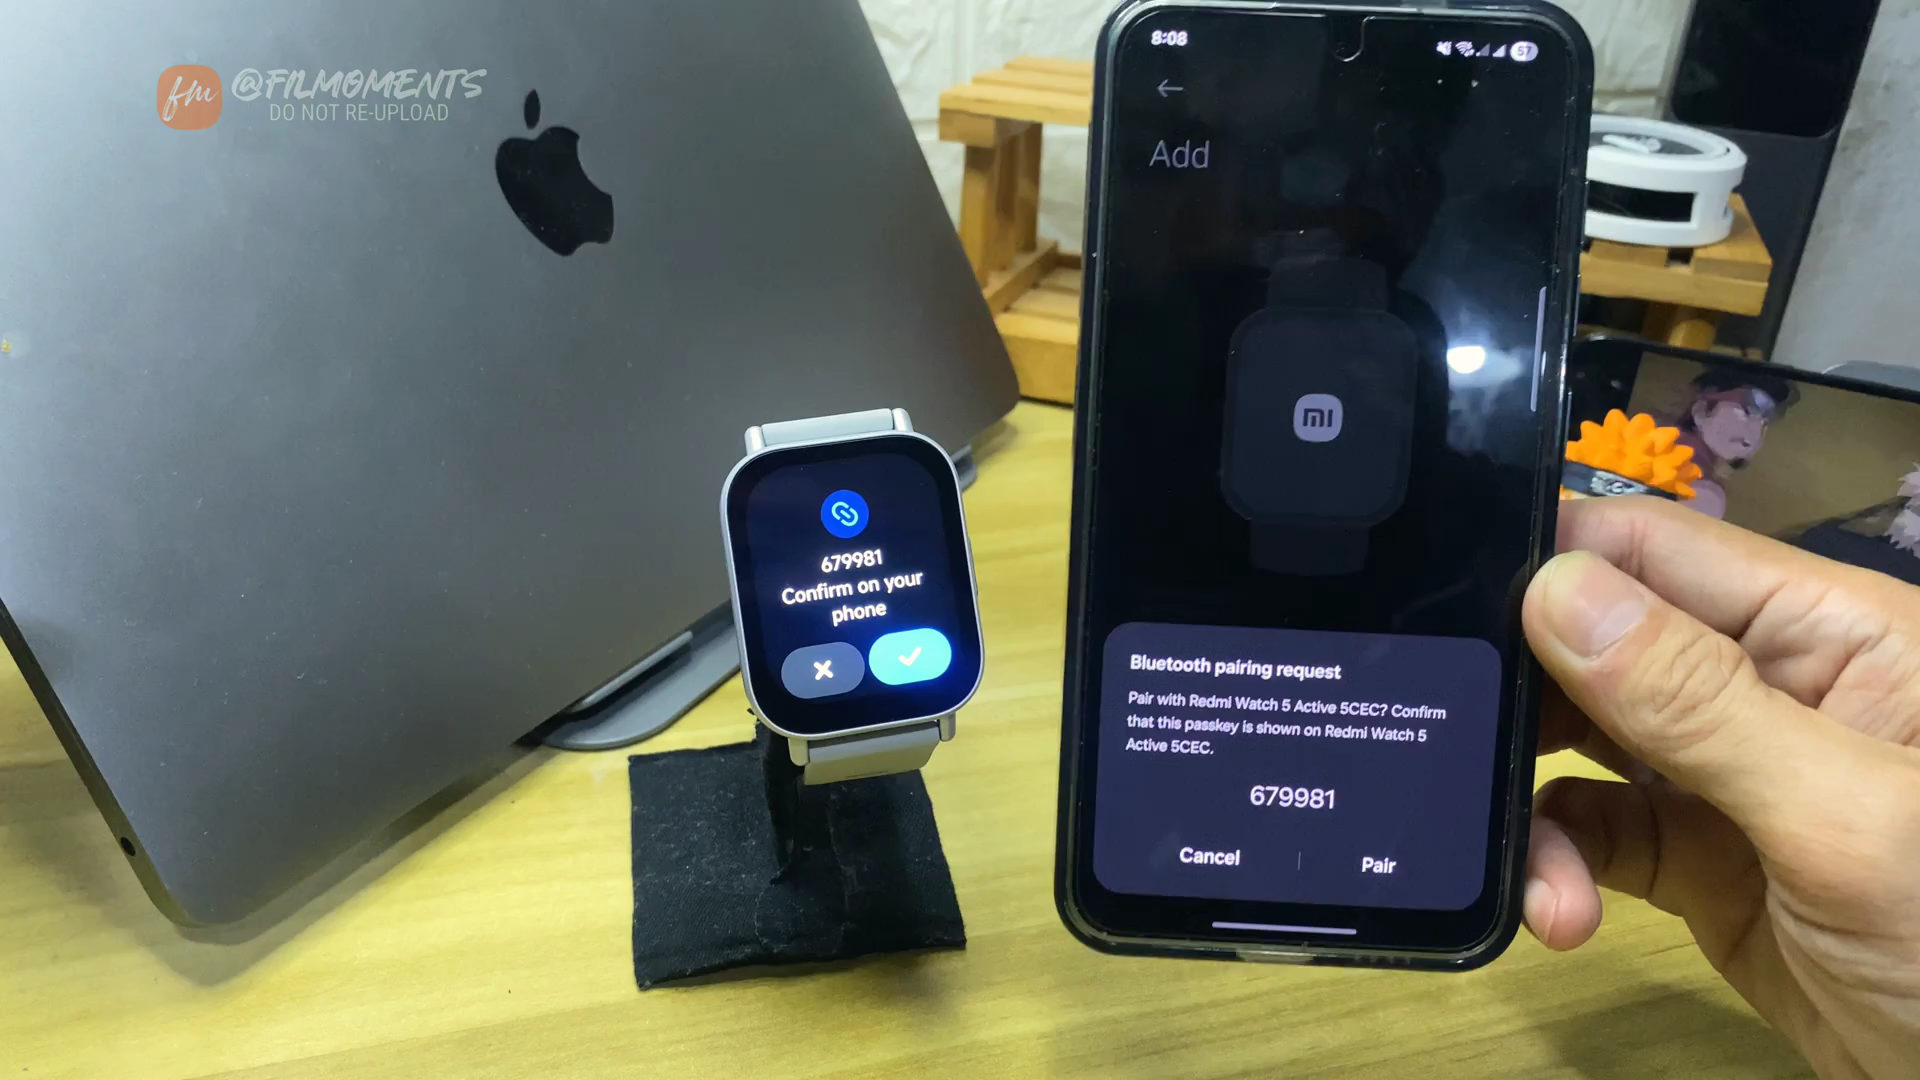 fm @FILMOMENTS
DO NOT RE-UPLOAD
8:08
57
Add
mi
679981
Confirm on your
phone
Bluetooth pairing request
Pair with Redmi Watch 5 Active 5CEC? Confirm
that this passkey is shown on Redmi Watch 5
Active 5CEC.
679981
Cancel
Pair